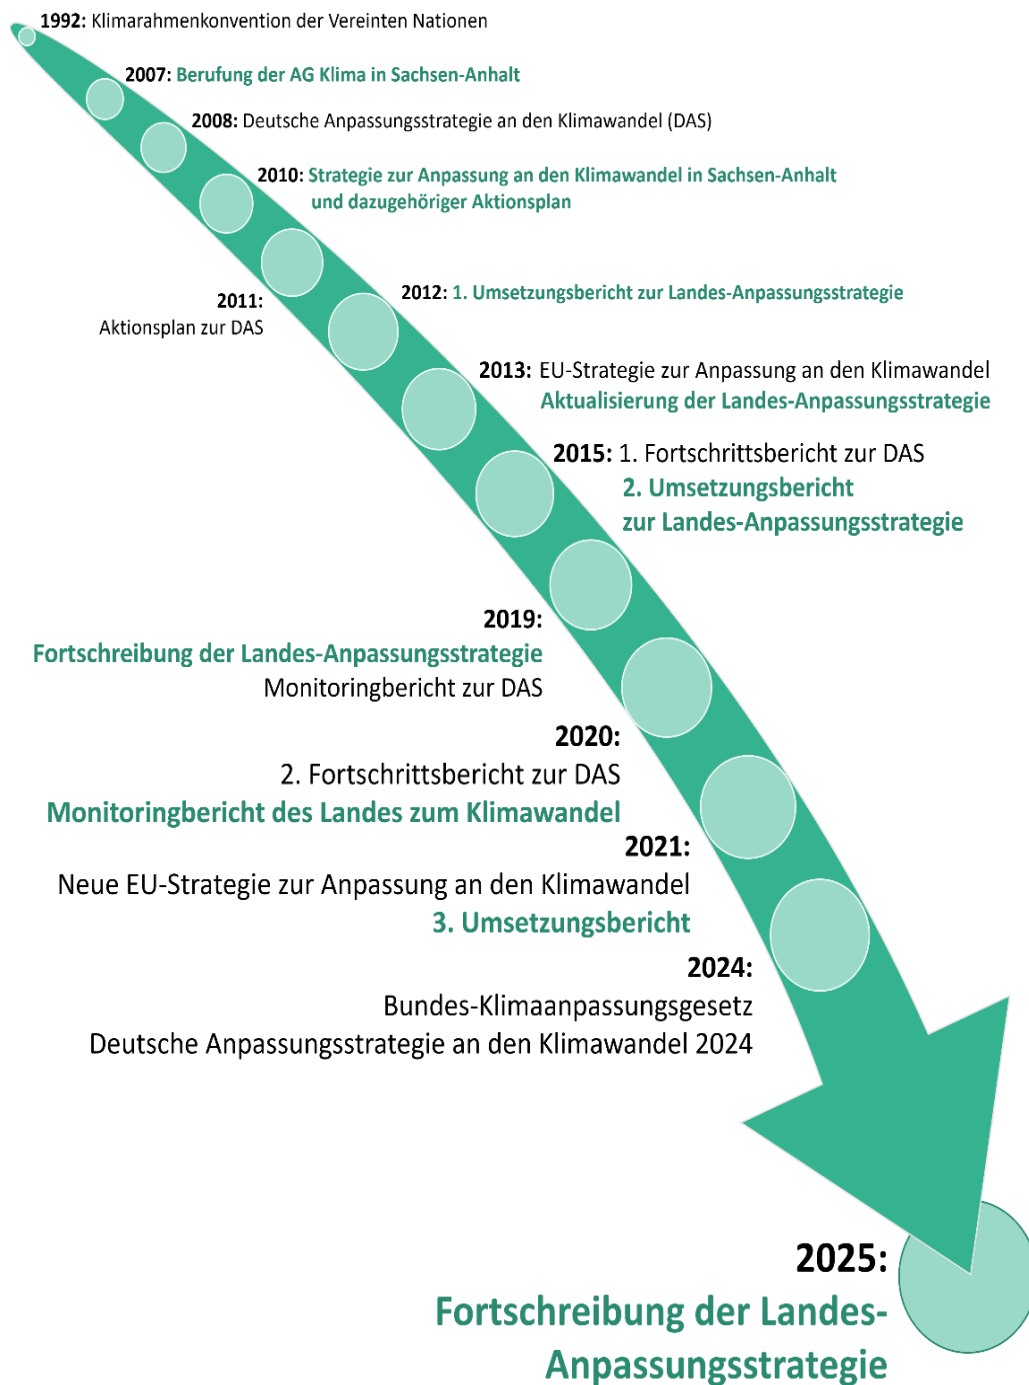 1992: Klimarahmenkonvention der Vereinten Nationen
2007: Berufung der AG Klima in Sachsen-Anhalt
2008: Deutsche Anpassungsstrategie an den Klimawandel (DAS)
2010: Strategie zur Anpassung an den Klimawandel in Sachsen-Anhalt
und dazugehöriger Aktionsplan
2011:
Aktionsplan zur DAS
2012: 1. Umsetzungsbericht zur Landes-Anpassungsstrategie
2013: EU-Strategie zur Anpassung an den Klimawandel
Aktualisierung der Landes-Anpassungsstrategie
2015: 1. Fortschrittsbericht zur DAS
2. Umsetzungsbericht
zur Landes-Anpassungsstrategie
2019:
Fortschreibung der Landes-Anpassungsstrategie
Monitoringbericht zur DAS
2020:
2. Fortschrittsbericht zur DAS
Monitoringbericht des Landes zum Klimawandel
2021:
Neue EU-Strategie zur Anpassung an den Klimawandel
3. Umsetzungsbericht
2024:
Bundes-Klimaanpassungsgesetz
Deutsche Anpassungsstrategie an den Klimawandel 2024
2025:
Fortschreibung der Landes-
Anpassungsstrategie